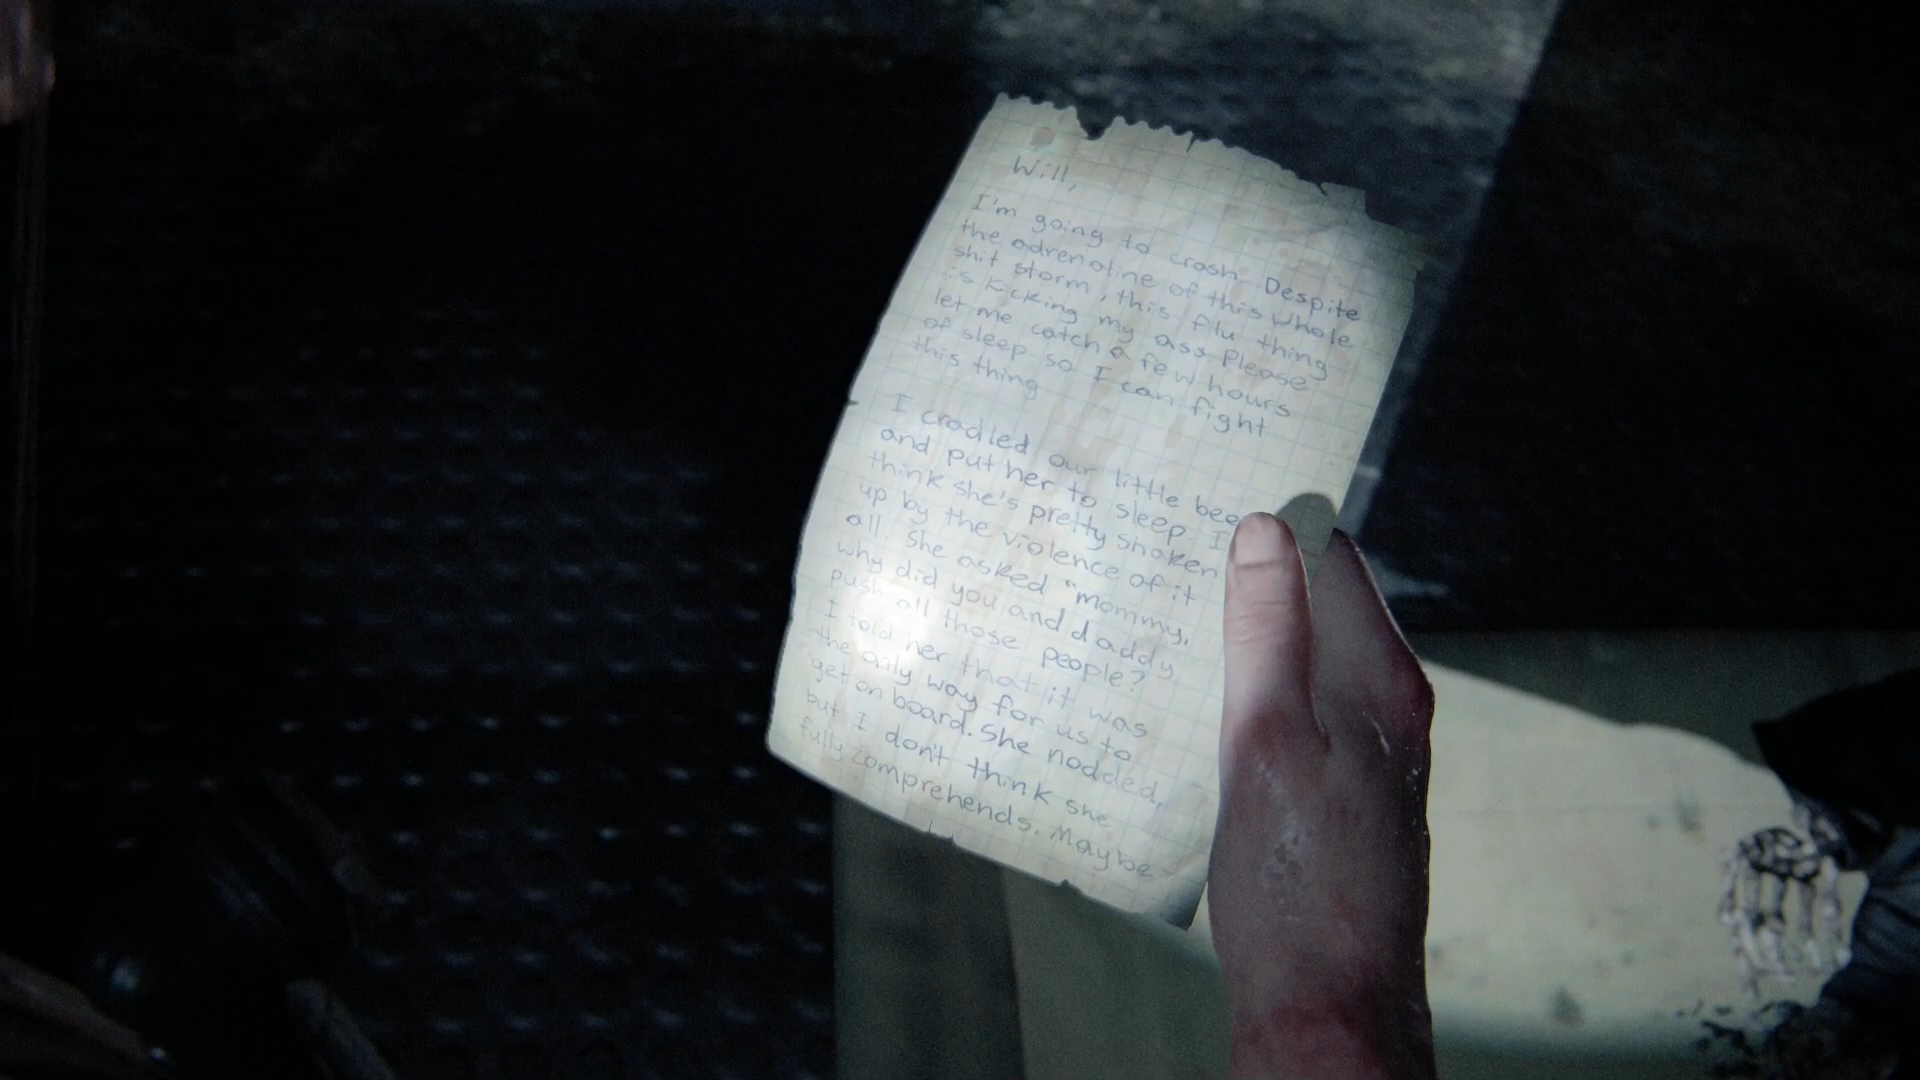 Will,
I'm going to crash. Despite
the adrenaline of this whole
shit storm, this flu thing
is kicking my ass. Please
let me catch a few hours
of sleep so I can fight
this thing
I cradled our little bee
and put her to sleep. I
think she's pretty shaken
up by the violence of it
all. She asked "mommy,
why did you and daddy
push all those people?
I told her that it was
the only way for us to
get on board. She nodded,
but I don't think she
fully comprehends. Maybe